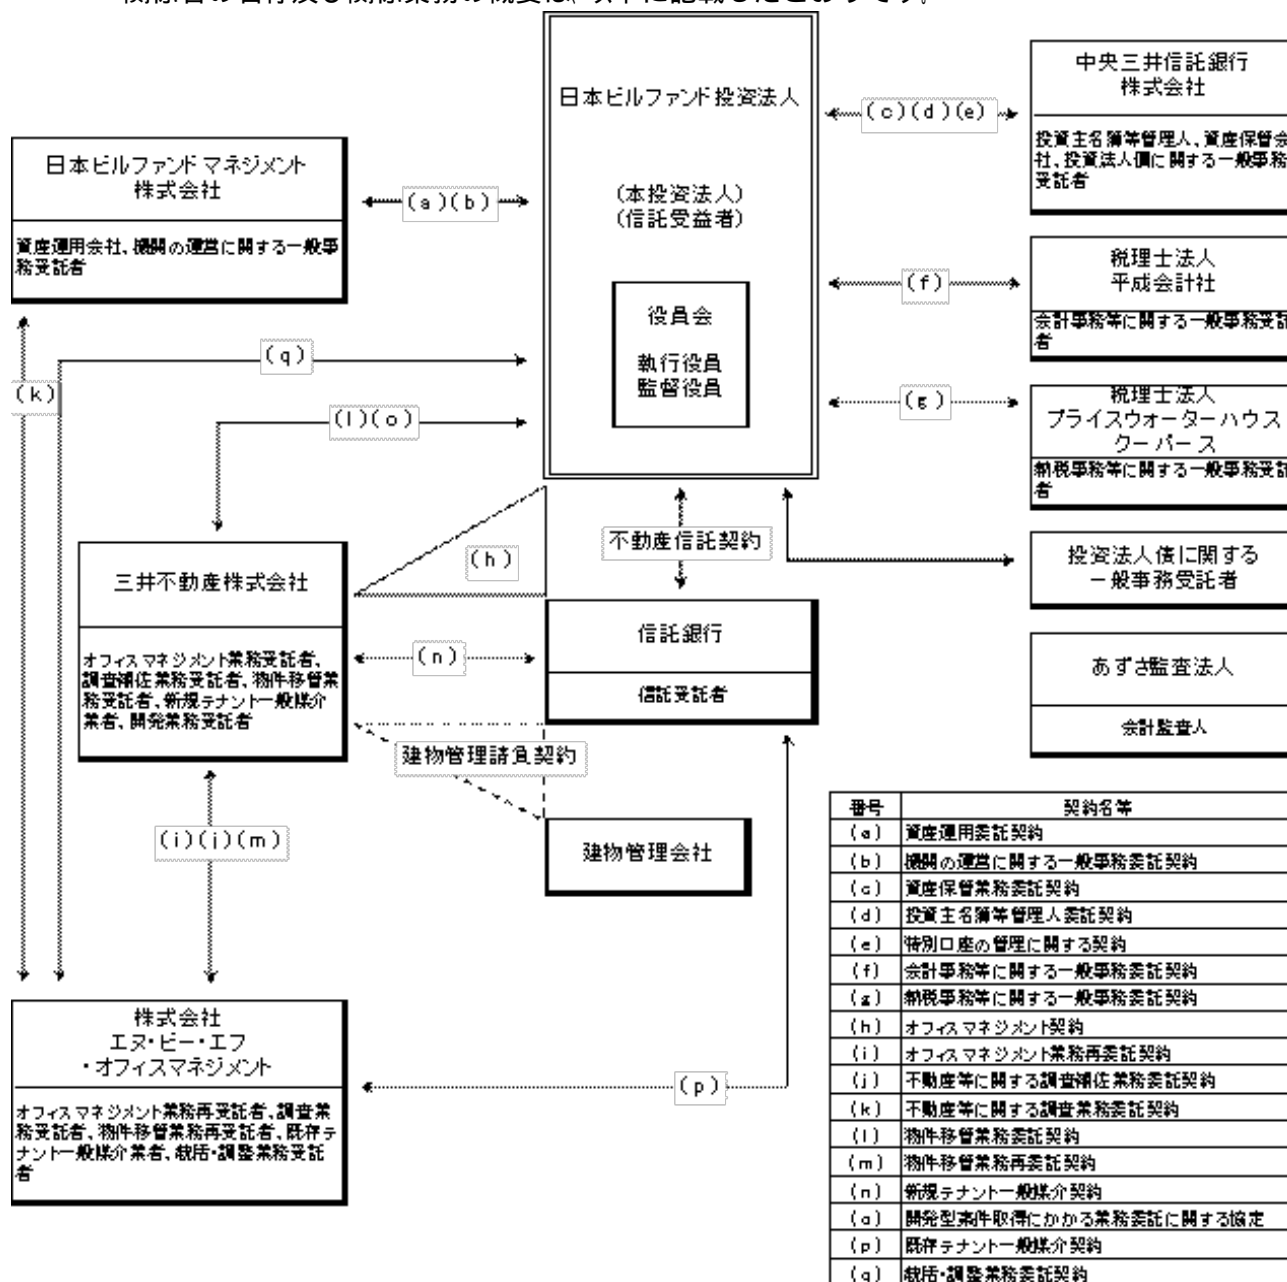 日本ビルファンド投資法人
(本投資法人)
(信託受益者)
役員会
執行役員
監督役員
中央三井信託銀行
株式会社
投資主名簿等管理人、資産保管会
社、投資法人債に関する一般事務
受託者
(c)(d)(e)
日本ビルファンドマネジメント
株式会社
資産運用会社、機関の運営に関する一般事
務受託者
(a)(b)
税理士法人
平成会計社
会計事務等に関する一般事務受託
者
(f)
税理士法人
プライスウォーターハウス
クーパース
納税事務等に関する一般事務受託
者
(g)
(q)
(k)
(l)(o)
不動産信託契約
(h)
投資法人債に関する
一般事務受託者
三井不動産株式会社
オフィスマネジメント業務受託者、
調査補佐業務受託者、物件移管業
務受託者、新規テナント一般媒介
業者、開発業務受託者
(n)
信託銀行
信託受託者
あずさ監査法人
会計監査人
建物管理請負契約
(i)(j)(m)
建物管理会社
株式会社
エヌ・ビー・エフ
・オフィスマネジメント
オフィスマネジメント業務再受託者、調査業
務受託者、物件移管業務再受託者、既存テ
ナント一般媒介業者、統括・調整業務受託
者
(p)
番号 契約名等
(a) 資産運用委託契約
(b) 機関の運営に関する一般事務委託契約
(c) 資産保管業務委託契約
(d) 投資主名簿等管理人委託契約
(e) 特別口座の管理に関する契約
(f) 会計事務等に関する一般事務委託契約
(g) 納税事務等に関する一般事務委託契約
(h) オフィスマネジメント契約
(i) オフィスマネジメント業務再委託契約
(j) 不動産等に関する調査補佐業務委託契約
(k) 不動産等に関する調査業務委託契約
(l) 物件移管業務委託契約
(m) 物件移管業務再委託契約
(n) 新規テナント一般媒介契約
(o) 開発型案件取得にかかる業務委託に関する協定
(p) 既存テナント一般媒介契約
(q) 統括・調整業務委託契約